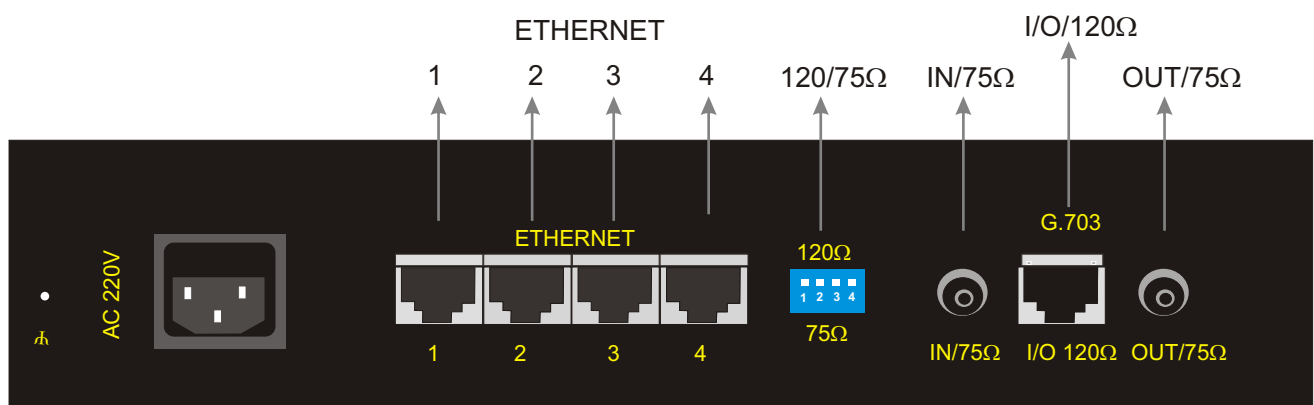 ETHERNET I/O/120Ω
1 2 3 4 120/75Ω IN/75Ω OUT/75Ω
G.703
ETHERNET
120Ω
AC 220V
1 2 3 4
75Ω
1 2 3 4 IN/75Ω I/O 120Ω OUT/75Ω